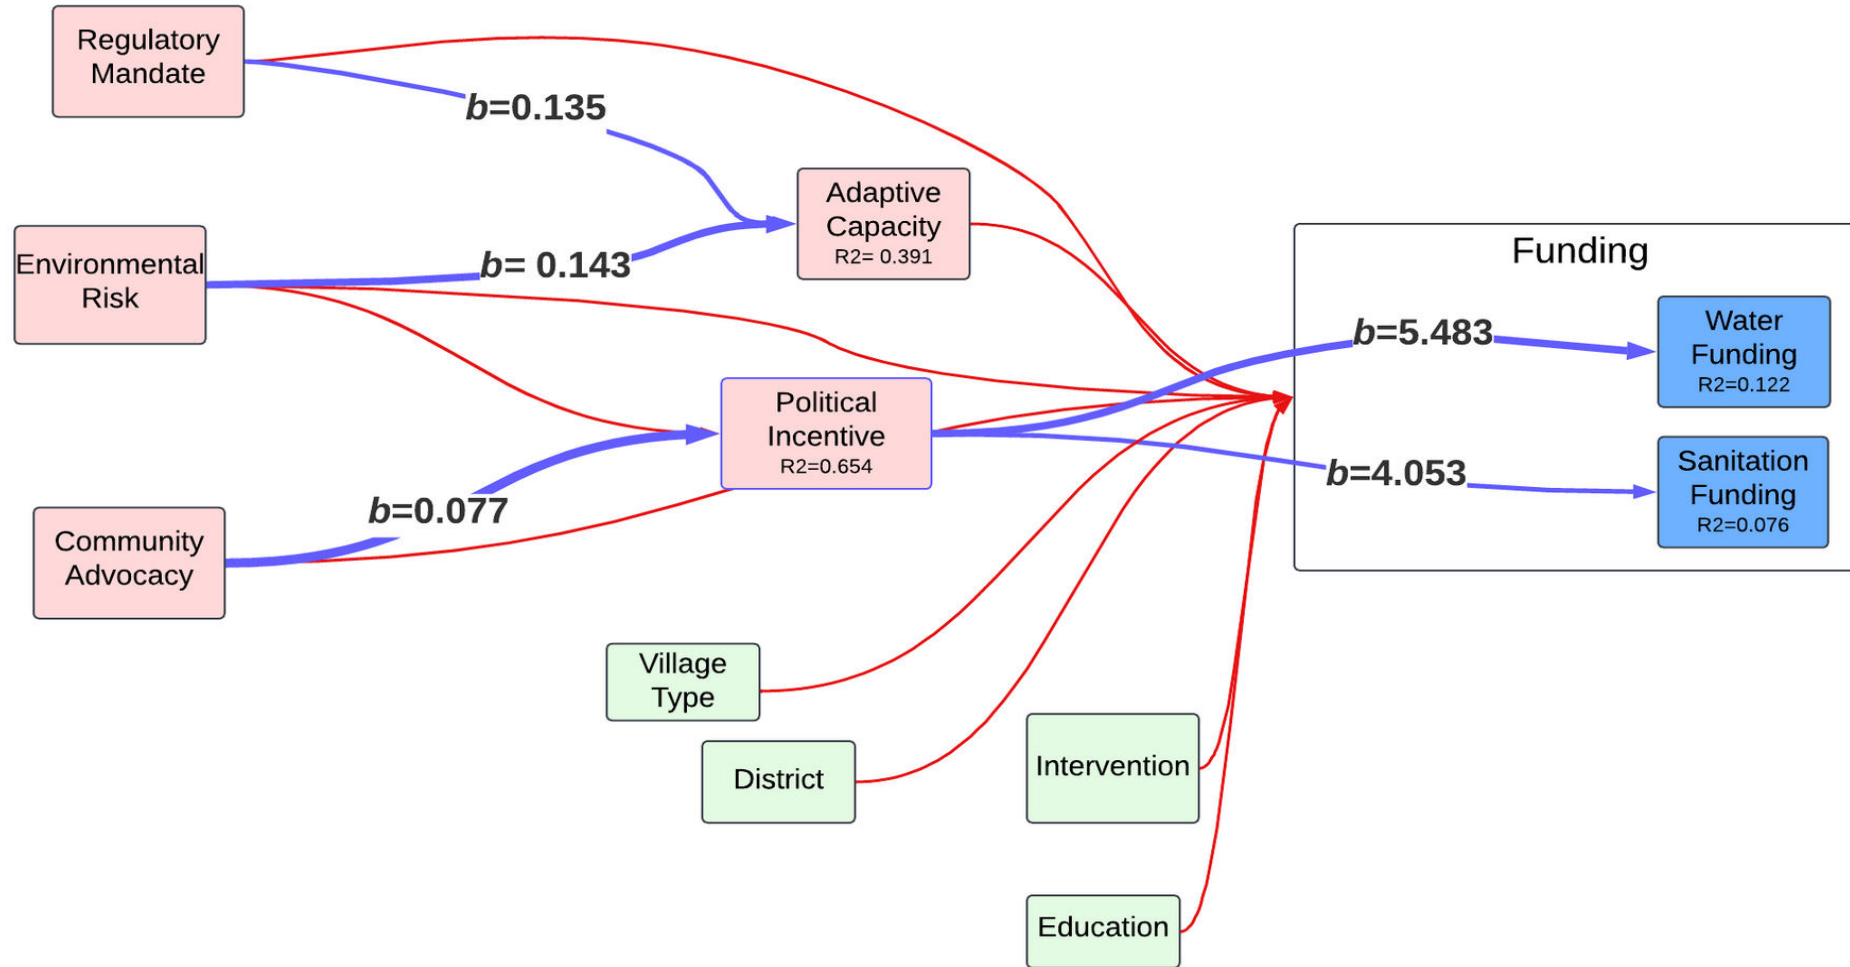 Regulatory
Mandate
b=0.135
Adaptive
Capacity
R2= 0.391
Environmental
Risk
b= 0.143
Funding
b=5.483
Water
Funding
R2=0.122
Political
Incentive
R2=0.654
b=4.053
Sanitation
Funding
R2=0.076
b=0.077
Community
Advocacy
Village
Type
District
Intervention
Education